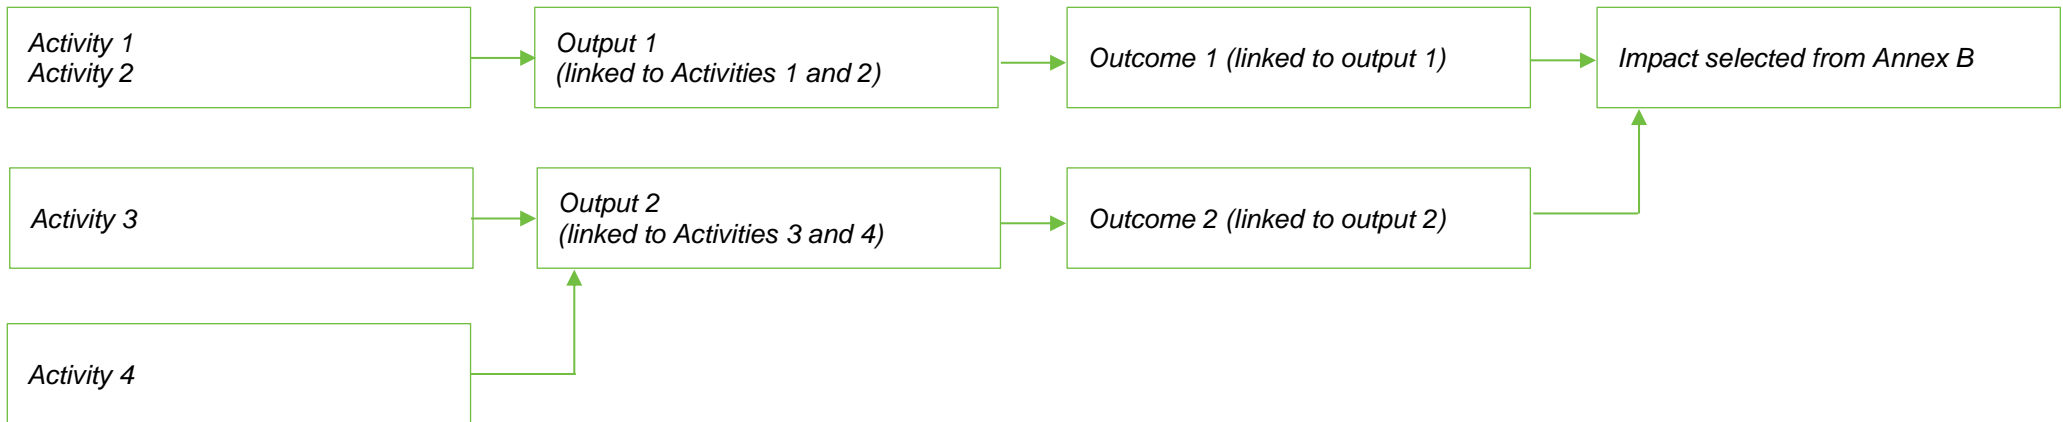 Activity 1
Activity 2
Output 1
(linked to Activities 1 and 2)
Outcome 1 (linked to output 1)
Impact selected from Annex B
Activity 3
Output 2
(linked to Activities 3 and 4)
Outcome 2 (linked to output 2)
Activity 4